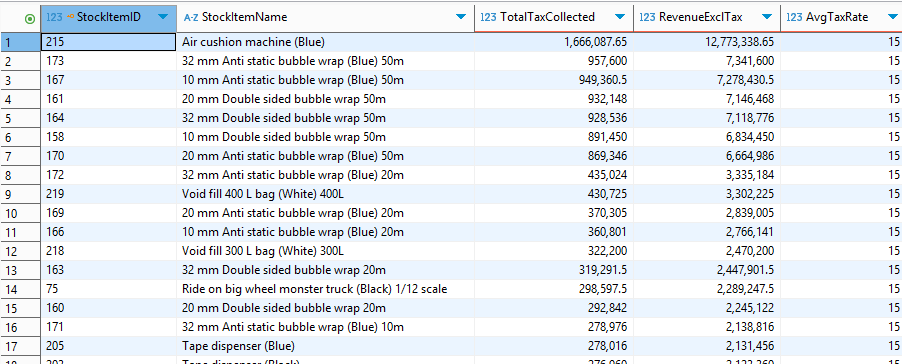 123 StockItemID A-Z StockItemName 123 TotalTaxCollected 123 RevenueExclTax 123 AvgTaxRate
1 215 Air cushion machine (Blue) 1,666,087.65 12,773,338.65 15
2 173 32 mm Anti static bubble wrap (Blue) 50m 957,600 7,341,600 15
3 167 10 mm Anti static bubble wrap (Blue) 50m 949,360.5 7,278,430.5 15
4 161 20 mm Double sided bubble wrap 50m 932,148 7,146,468 15
5 164 32 mm Double sided bubble wrap 50m 928,536 7,118,776 15
6 158 10 mm Double sided bubble wrap 50m 891,450 6,834,450 15
7 170 20 mm Anti static bubble wrap (Blue) 50m 869,346 6,664,986 15
8 172 32 mm Anti static bubble wrap (Blue) 20m 435,024 3,335,184 15
9 219 Void fill 400 L bag (White) 400L 430,725 3,302,225 15
10 169 20 mm Anti static bubble wrap (Blue) 20m 370,305 2,839,005 15
11 166 10 mm Anti static bubble wrap (Blue) 20m 360,801 2,766,141 15
12 218 Void fill 300 L bag (White) 300L 322,200 2,470,200 15
13 163 32 mm Double sided bubble wrap 20m 319,291.5 2,447,901.5 15
14 75 Ride on big wheel monster truck (Black) 1/12 scale 298,597.5 2,289,247.5 15
15 160 20 mm Double sided bubble wrap 20m 292,842 2,245,122 15
16 171 32 mm Anti static bubble wrap (Blue) 10m 278,976 2,138,816 15
17 205 Tape dispenser (Blue) 278,016 2,131,456 15
Tape dispenser (Black)